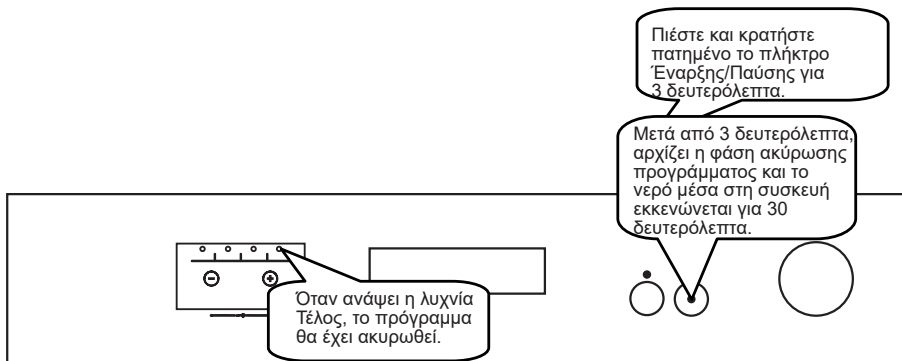 Πιέστε και κρατήστε
πατημένο το πλήκτρο
Έναρξης/Παύσης για
3 δευτερόλεπτα.
Μετά από 3 δευτερόλεπτα,
αρχίζει η φάση ακύρωσης
προγράμματος και το
νερό μέσα στη συσκευή
εκκενώνεται για 30
δευτερόλεπτα.
Όταν ανάψει η λυχνία
Τέλος, το πρόγραμμα
θα έχει ακυρωθεί.